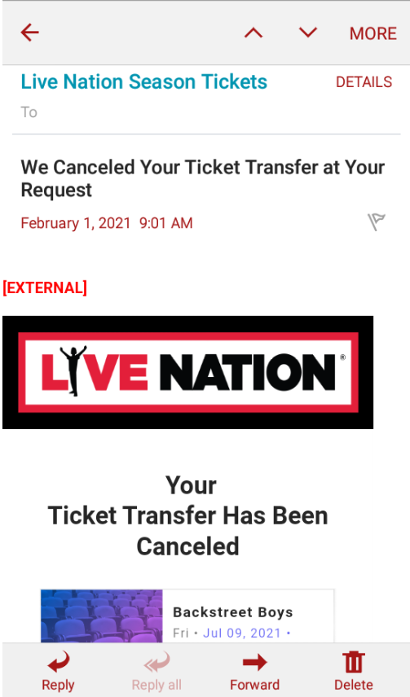 MORE
Live Nation Season Tickets DETAILS
To
We Canceled Your Ticket Transfer at Your
Request
February 1, 2021 9:01 AM
[EXTERNAL]
LIVE NATION®
Your
Ticket Transfer Has Been
Canceled
Backstreet Boys
Fri • Jul 09, 2021 •
Reply Reply all Forward Delete